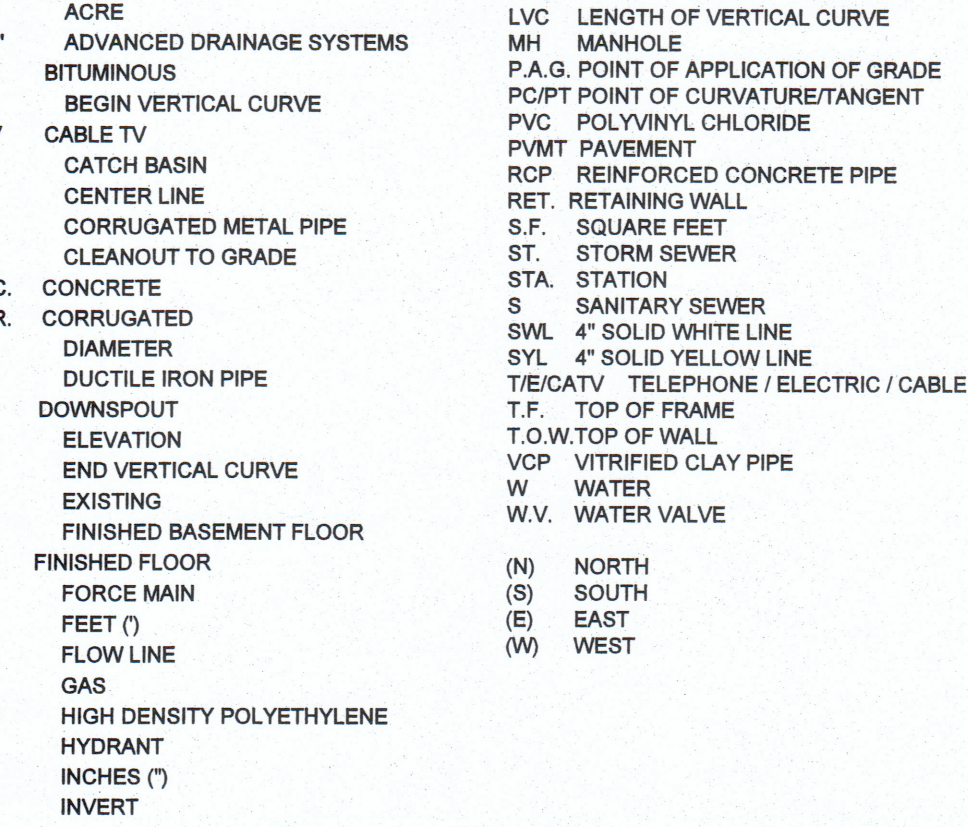 ACRE
" ADVANCED DRAINAGE SYSTEMS
BITUMINOUS
BEGIN VERTICAL CURVE
CABLE TV
CATCH BASIN
CENTER LINE
CORRUGATED METAL PIPE
CLEANOUT TO GRADE
C. CONCRETE
R. CORRUGATED
DIAMETER
DUCTILE IRON PIPE
DOWNSPOUT
ELEVATION
END VERTICAL CURVE
EXISTING
FINISHED BASEMENT FLOOR
FINISHED FLOOR
FORCE MAIN
FEET (')
FLOW LINE
GAS
HIGH DENSITY POLYETHYLENE
HYDRANT
INCHES (")
INVERT
LVC LENGTH OF VERTICAL CURVE
MH MANHOLE
P.A.G. POINT OF APPLICATION OF GRADE
PC/PT POINT OF CURVATURE/TANGENT
PVC POLYVINYL CHLORIDE
PVMT PAVEMENT
RCP REINFORCED CONCRETE PIPE
RET. RETAINING WALL
S.F. SQUARE FEET
ST. STORM SEWER
STA. STATION
S SANITARY SEWER
SWL 4" SOLID WHITE LINE
SYL 4" SOLID YELLOW LINE
T/E/CATV TELEPHONE / ELECTRIC / CABLE
T.F. TOP OF FRAME
T.O.W.TOP OF WALL
VCP VITRIFIED CLAY PIPE
W WATER
W.V. WATER VALVE
(N) NORTH
(S) SOUTH
(E) EAST
(W) WEST